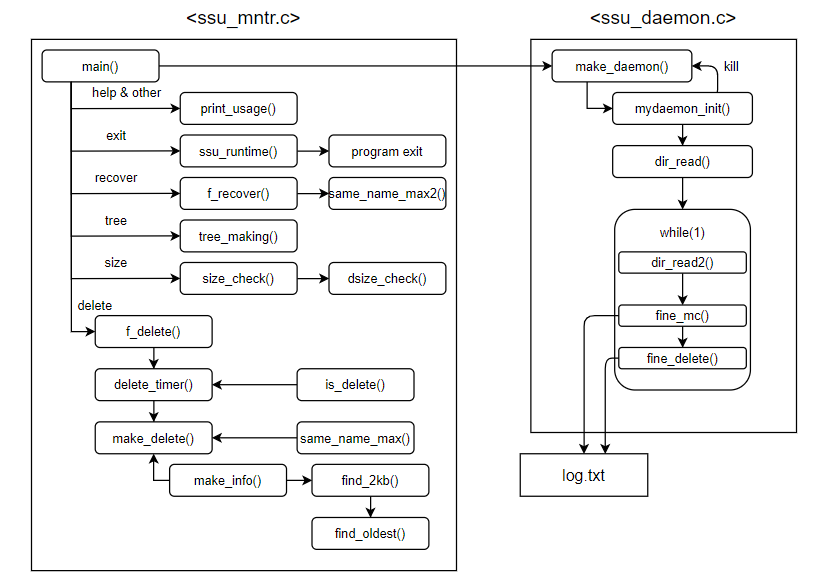 <ssu_mntr.c>
main()
help & other
print_usage()
exit
ssu_runtime()
program exit
recover
f_recover()
same_name_max2()
tree
tree_making()
size
size_check()
dsize_check()
delete
f_delete()
delete_timer()
is_delete()
make_delete()
same_name_max()
make_info()
find_2kb()
find_oldest()
<ssu_daemon.c>
make_daemon()
kill
mydaemon_init()
dir_read()
while(1)
dir_read2()
fine_mc()
fine_delete()
log.txt